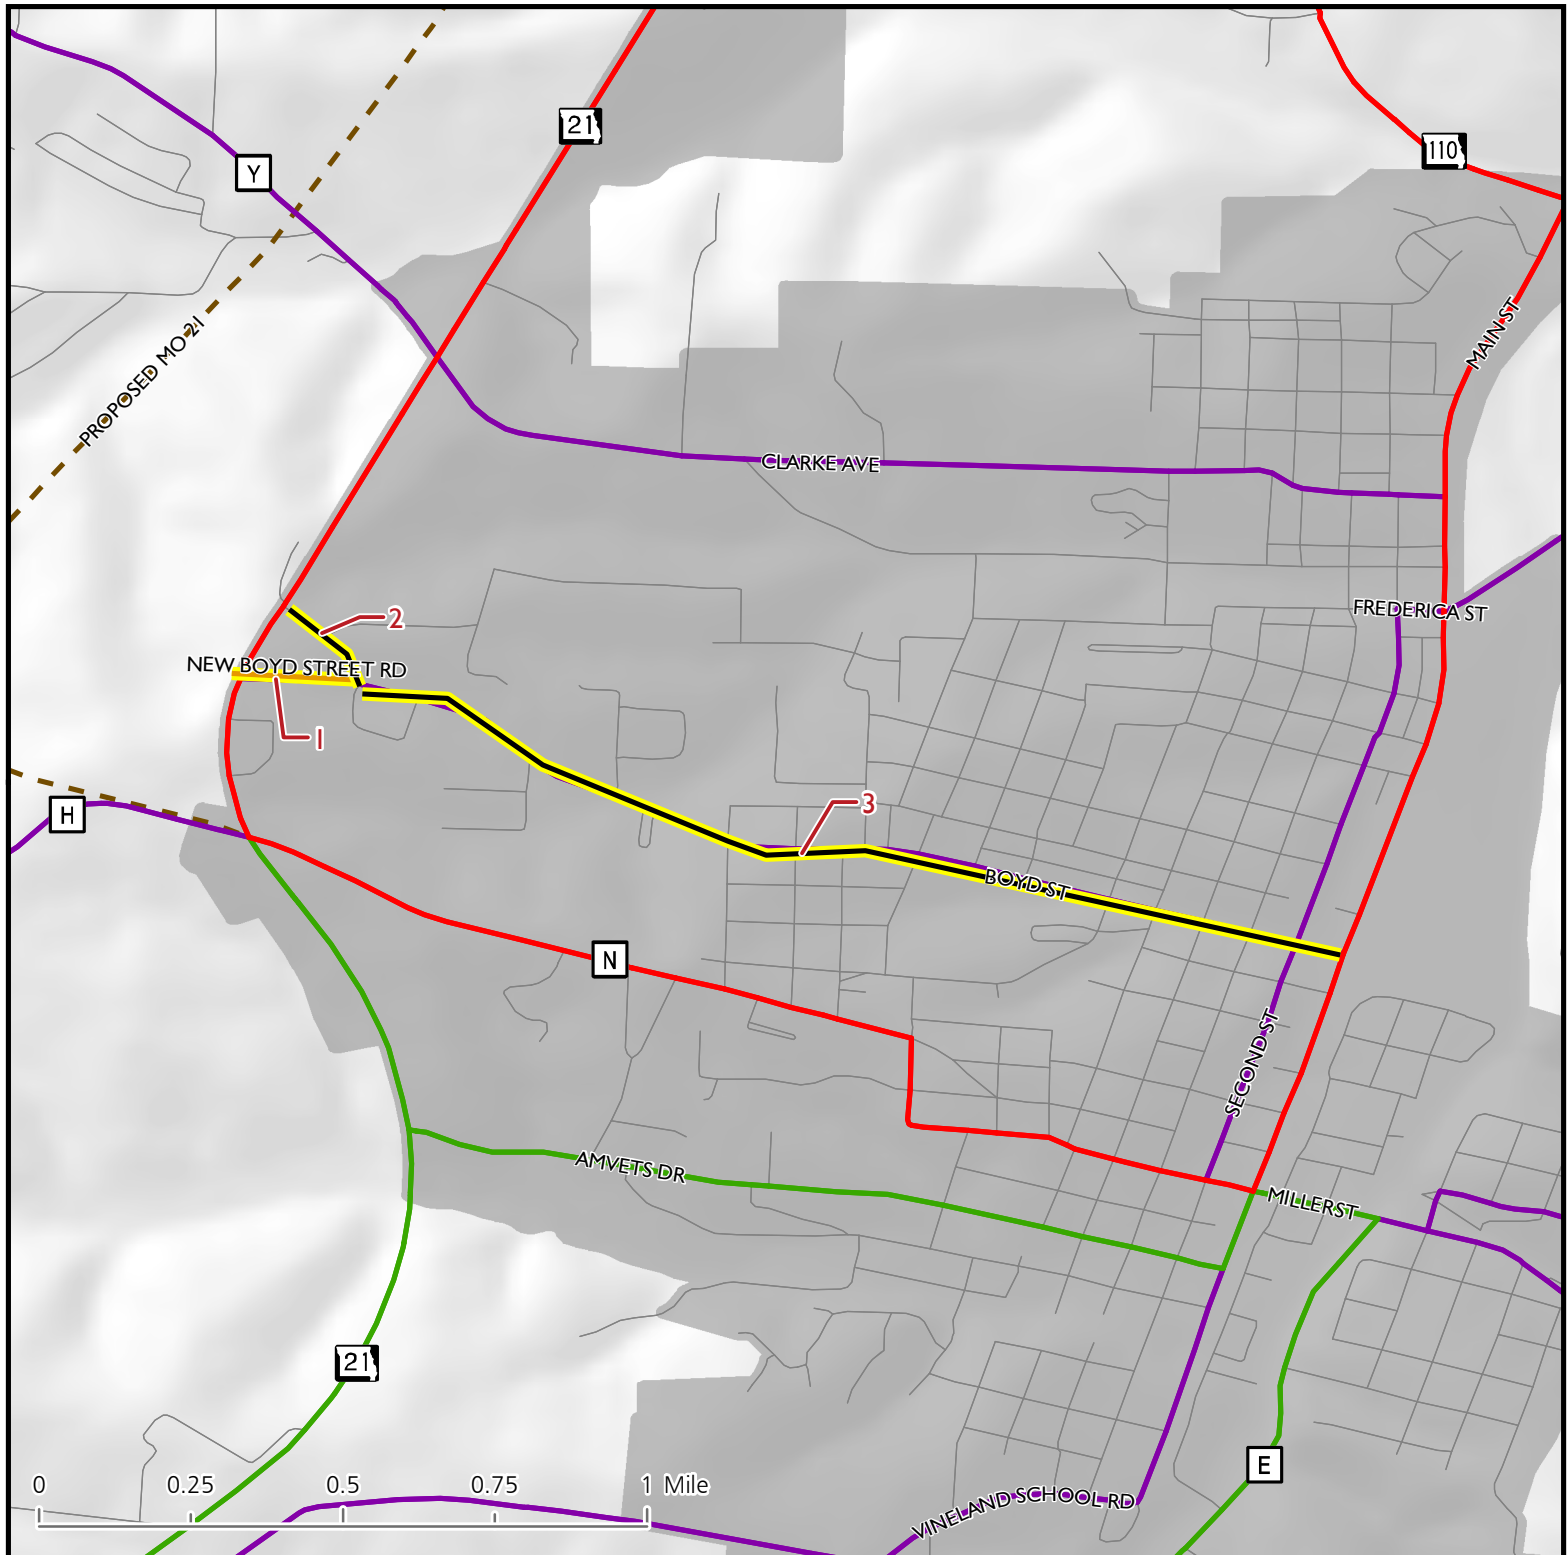 21
110
Y
MAIN ST
PROPOSED MO 21
CLARKE AVE
FREDERICA ST
2
NEW BOYD STREET RD
1
3
H
BOYD ST
N
SECOND ST
AMVETS DR
MILLER ST
21
E
0 0.25 0.5 0.75 1 Mile
VINELAND SCHOOL RD